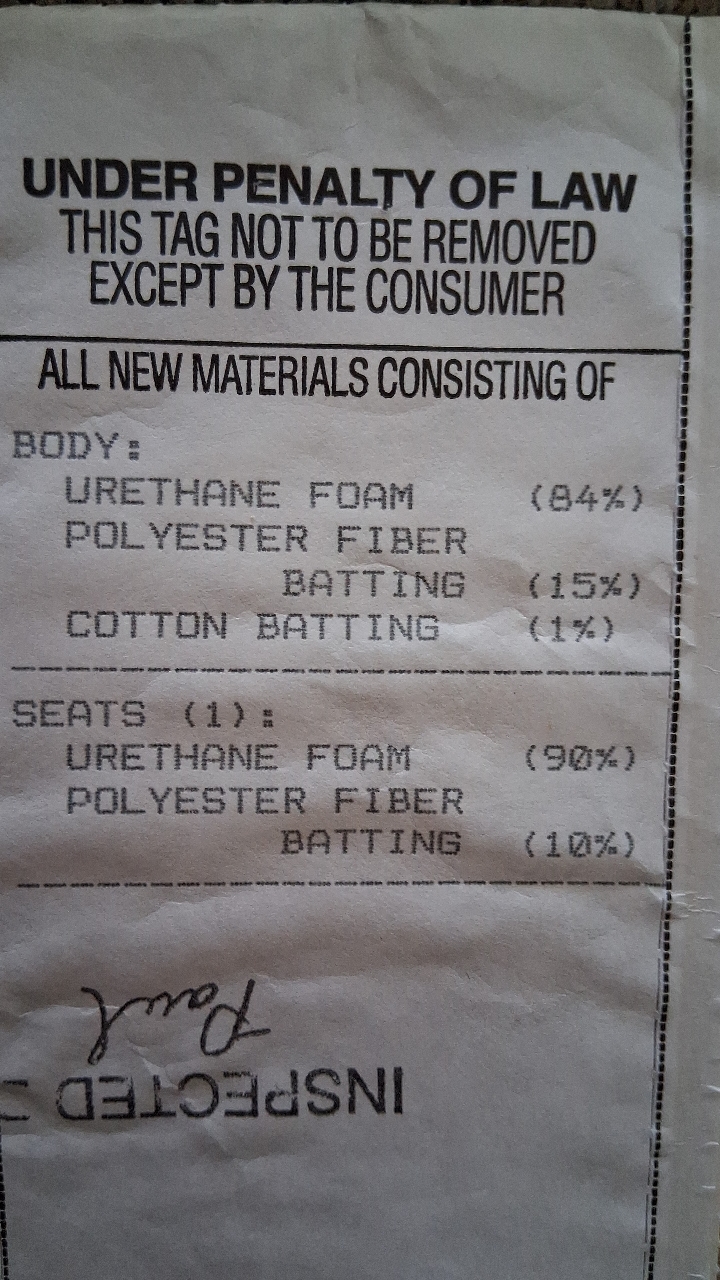 UNDER PENALTY OF LAW
THIS TAG NOT TO BE REMOVED
EXCEPT BY THE CONSUMER
ALL NEW MATERIALS CONSISTING OF
BODY:
URETHANE FOAM (84%)
POLYESTER FIBER
BATTING (15%)
COTTON BATTING (1%)
SEATS (1):
URETHANE FOAM (90%)
POLYESTER FIBER
BATTING (10%)
Paul
INSPECTED